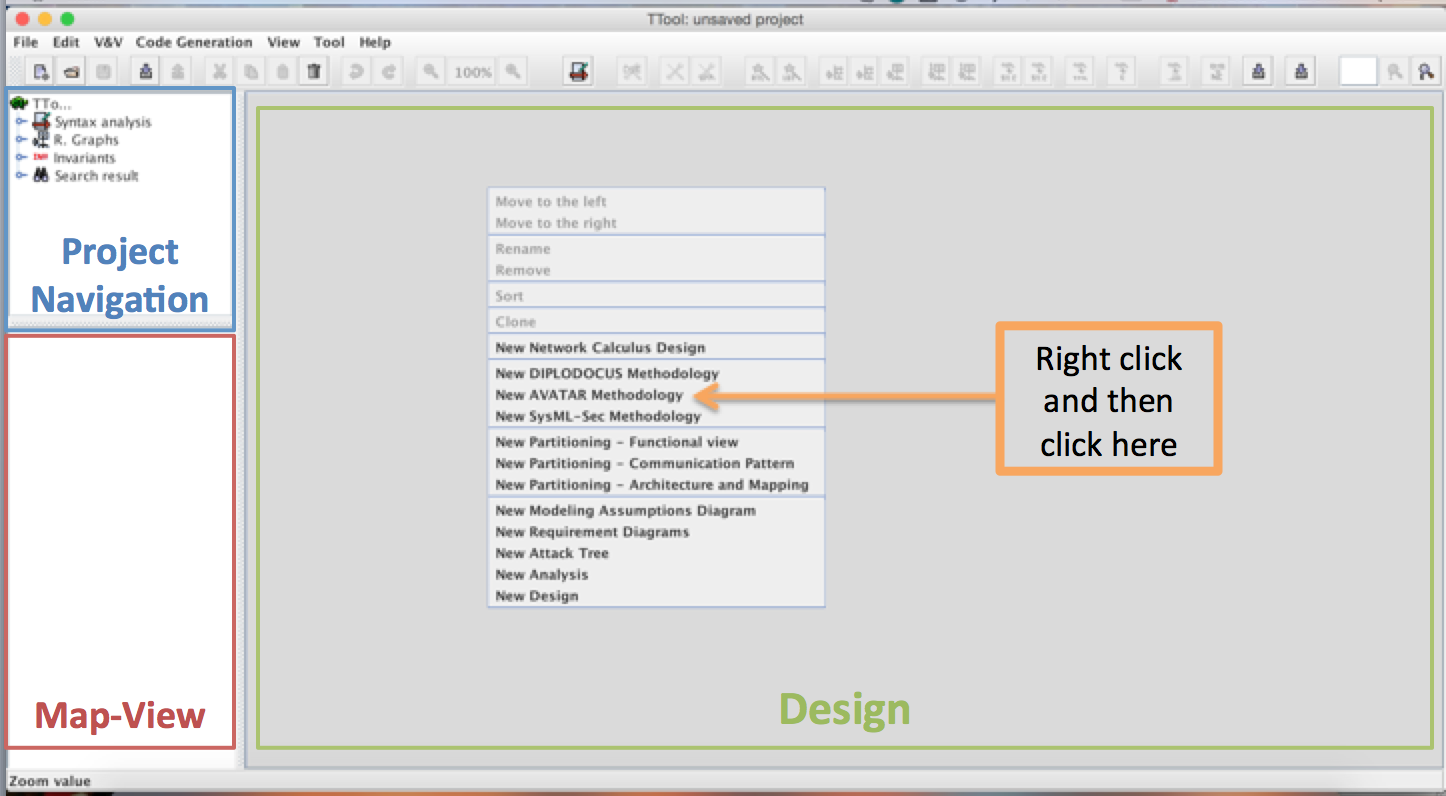 TTool: unsaved project
File Edit V&V Code Generation View Tool Help
100%
TTo...
Syntax analysis
R. Graphs
Invariants
Search result
Project
Navigation
Map-View
Move to the left
Move to the right
Rename
Remove
Sort
Clone
New Network Calculus Design
New DIPLODOCUS Methodology
New AVATAR Methodology
New SysML-Sec Methodology
New Partitioning - Functional view
New Partitioning - Communication Pattern
New Partitioning - Architecture and Mapping
New Modeling Assumptions Diagram
New Requirement Diagrams
New Attack Tree
New Analysis
New Design
Right click
and then
click here
Design
Zoom value